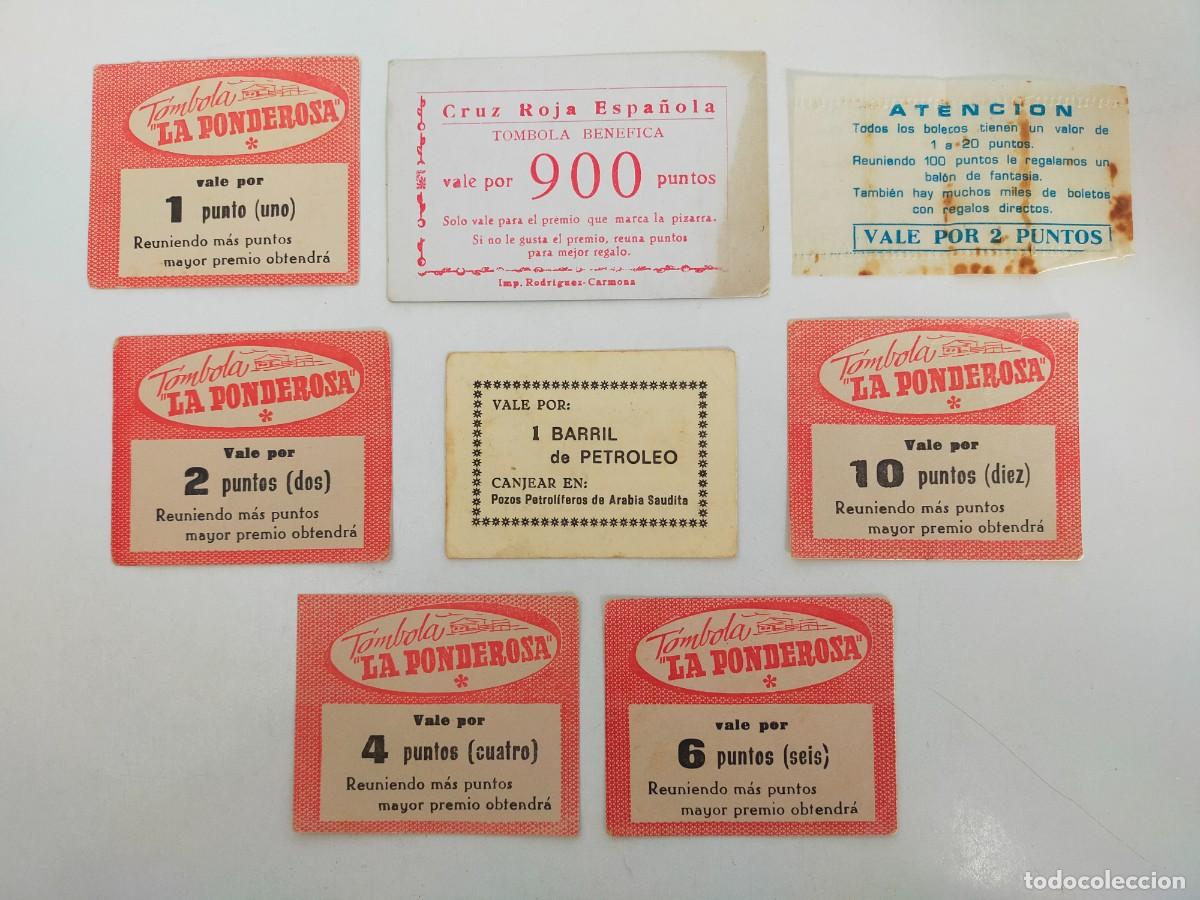 Tómbola
"LA PONDEROSA"
*
vale por
1 punto (uno)
Reuniendo más puntos
mayor premio obtendrá
Cruz Roja Española
TOMBOLA BENEFICA
vale por 900 puntos
Solo vale para el premio que marca la pizarra.
Si no le gusta el premio, reuna puntos
para mejor regalo.
Imp. Rodríguez-Carmona
ATENCION
Todos los boletos tienen un valor de
1 a 20 puntos.
Reuniendo 100 puntos le regalamos un
balón de fantasia.
También hay muchos miles de boletos
con regalos directos.
VALE POR 2 PUNTOS
Tómbola
"LA PONDEROSA"
*
Vale por
2 puntos (dos)
Reuniendo más puntos
mayor premio obtendrá
VALE POR:
1 BARRIL
de PETROLEO
CANJEAR EN:
Pozos Petrolíferos de Arabia Saudita
Tómbola
"LA PONDEROSA"
*
Vale por
10 puntos (diez)
Reuniendo más puntos
mayor premio obtendrá
Tómbola
"LA PONDEROSA"
*
Vale por
4 puntos (cuatro)
Reuniendo más puntos
mayor premio obtendrá
Tómbola
"LA PONDEROSA"
*
vale por
6 puntos (seis)
Reuniendo más puntos
mayor premio obtendrá
todocoleccion